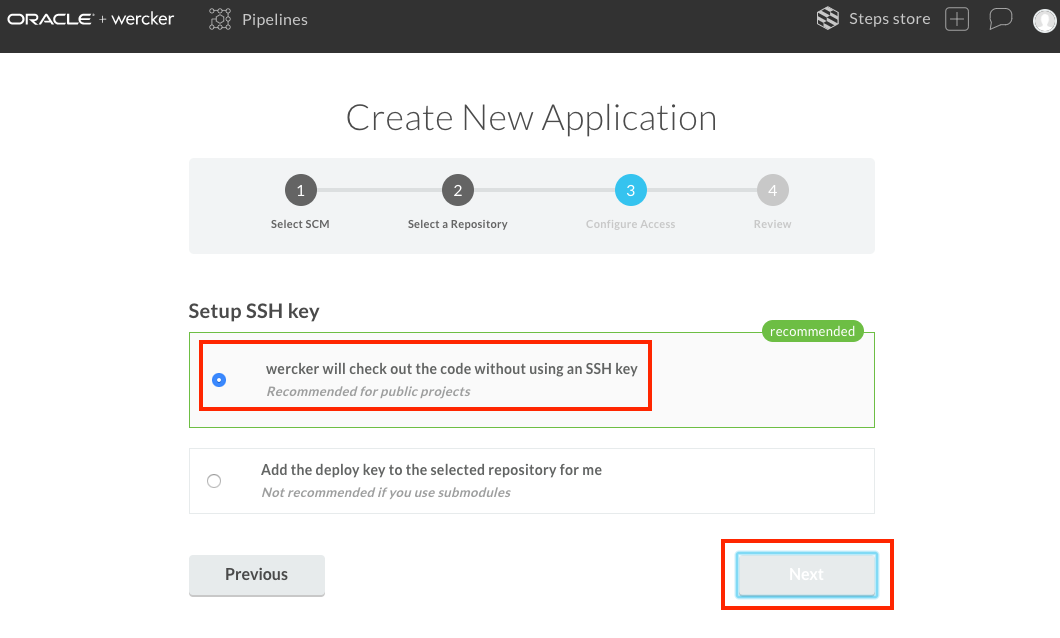 ORACLE + wercker Pipelines Steps store
Create New Application
1 2 3 4
Select SCM Select a Repository Configure Access Review
Setup SSH key
recommended
wercker will check out the code without using an SSH key
Recommended for public projects
Add the deploy key to the selected repository for me
Not recommended if you use submodules
Previous Next